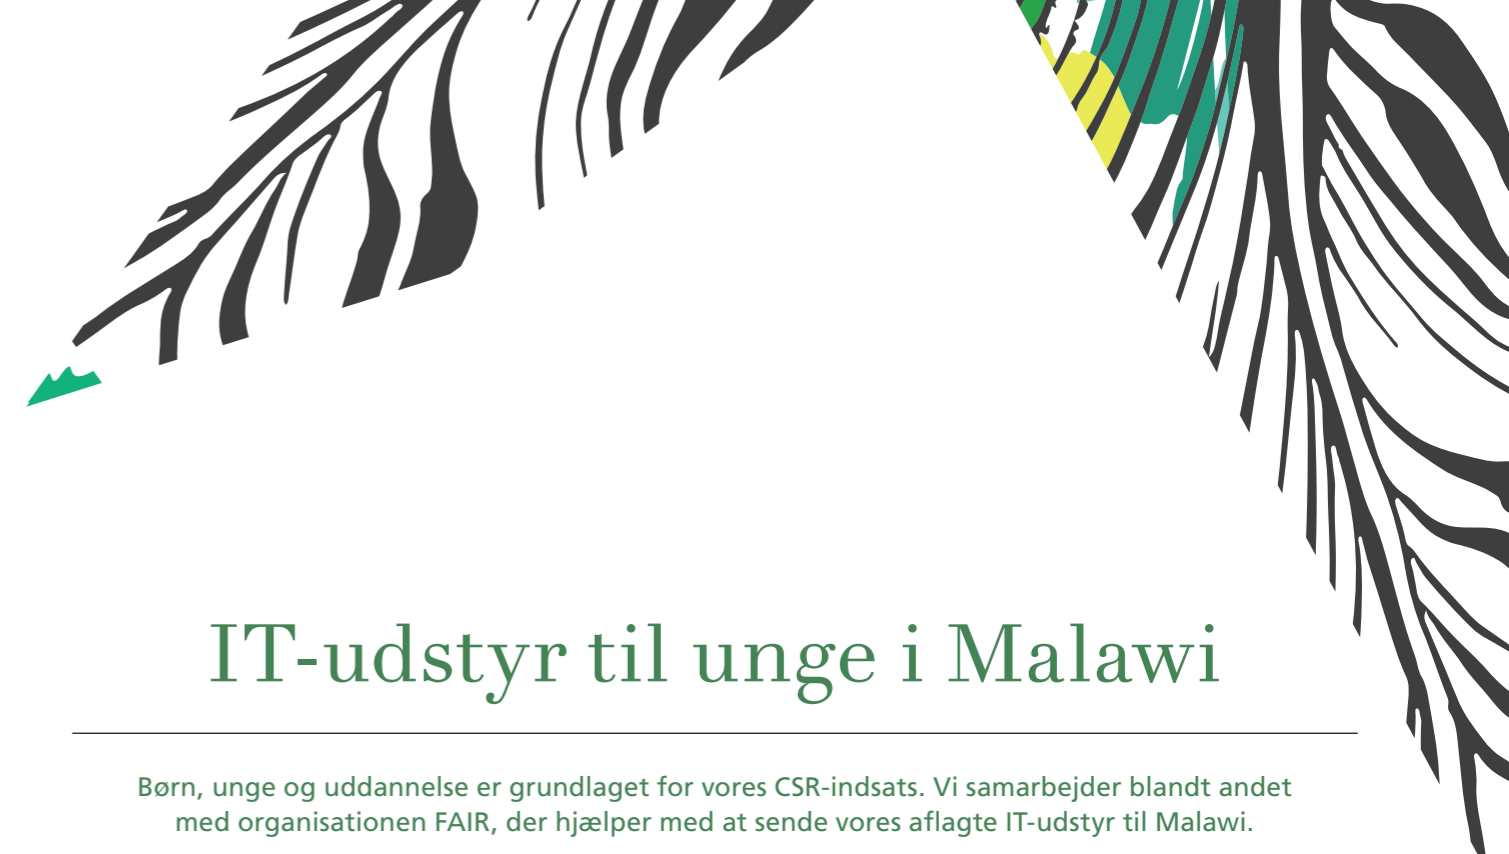 IT-udstyr til unge i Malawi
Børn, unge og uddannelse er grundlaget for vores CSR-indsats. Vi samarbejder blandt andet
med organisationen FAIR, der hjælper med at sende vores aflagte IT-udstyr til Malawi.